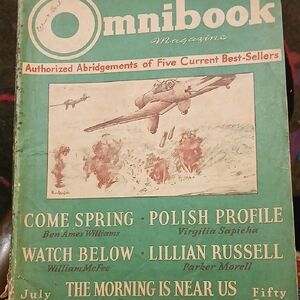 Omnibook
Magazine
Authorized Abridgements of Five Current Best-Sellers
COME SPRING · POLISH PROFILE
Ben Ames Williams Virgilia Sapieha
WATCH BELOW · LILLIAN RUSSELL
William McFee Parker Morell
THE MORNING IS NEAR US
July Fifty